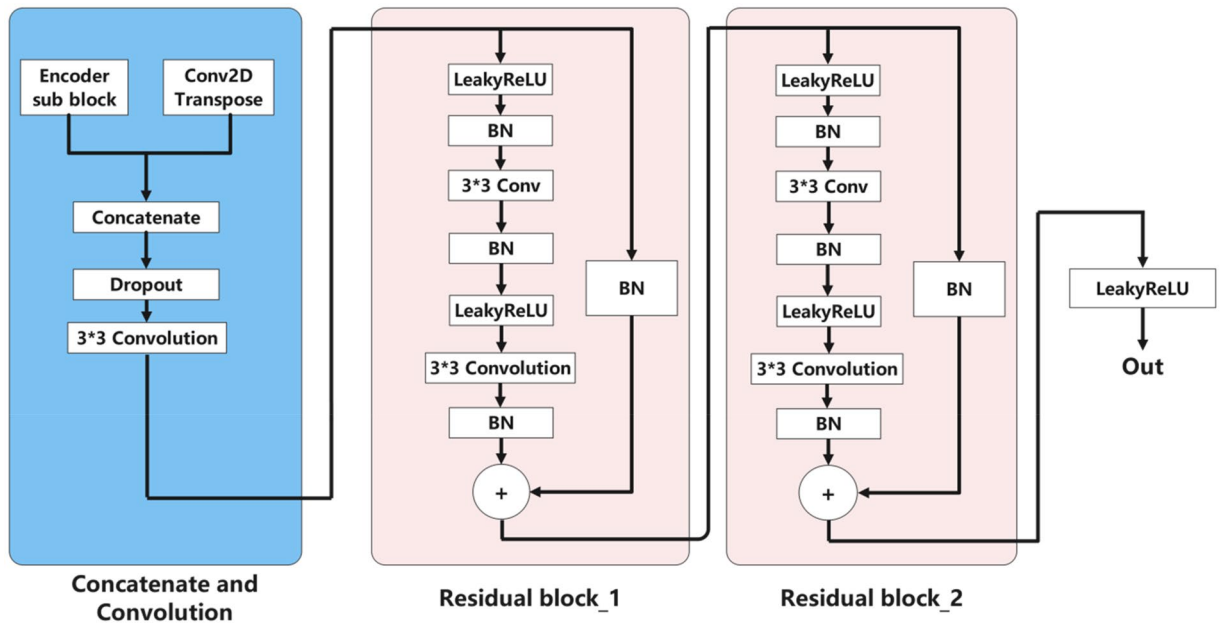 Encoder
sub block
Conv2D
Transpose
Concatenate
Dropout
3*3 Convolution
Concatenate and
Convolution
LeakyReLU
BN
3*3 Conv
BN
LeakyReLU
3*3 Convolution
BN
+
BN
Residual block_1
LeakyReLU
BN
3*3 Conv
BN
LeakyReLU
3*3 Convolution
BN
+
BN
Residual block_2
LeakyReLU
Out